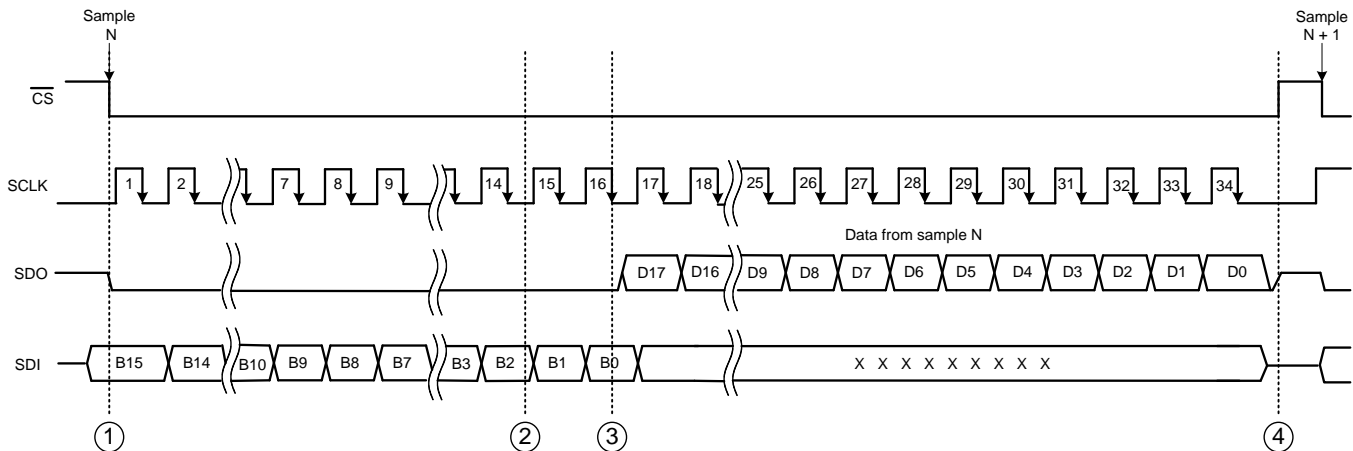 Sample
N
Sample
N + 1
CS
SCLK
1 2 7 8 9 14 15 16 17 18 25 26 27 28 29 30 31 32 33 34
Data from sample N
SDO
D17 D16 D9 D8 D7 D6 D5 D4 D3 D2 D1 D0
SDI
B15 B14 B10 B9 B8 B7 B3 B2 B1 B0 X X X X X X X X X
1 2 3 4